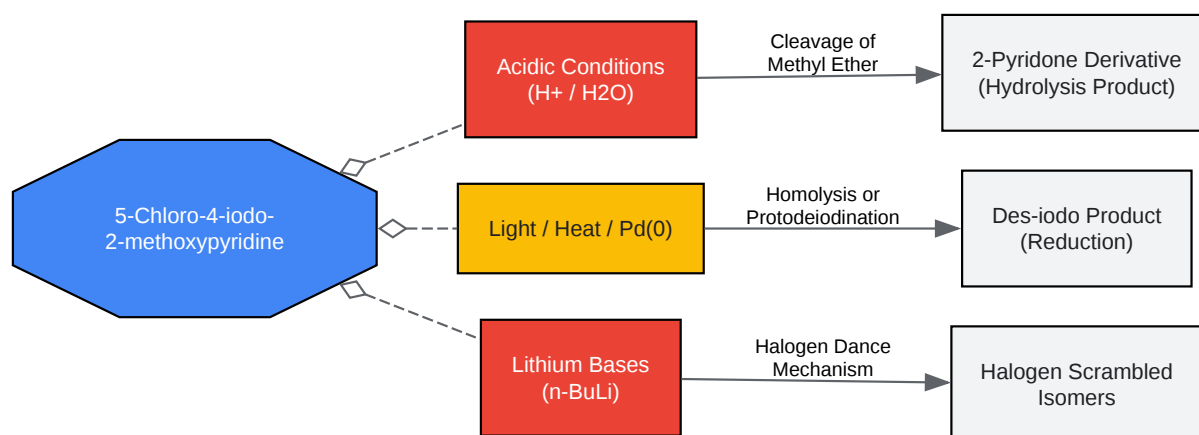 5-Chloro-4-iodo-
2-methoxypyridine
Acidic Conditions
(H+ / H2O)
Cleavage of
Methyl Ether
2-Pyridone Derivative
(Hydrolysis Product)
Light / Heat / Pd(0)
Homolysis or
Protodeiodination
Des-iodo Product
(Reduction)
Lithium Bases
(n-BuLi)
Halogen Dance
Mechanism
Halogen Scrambled
Isomers